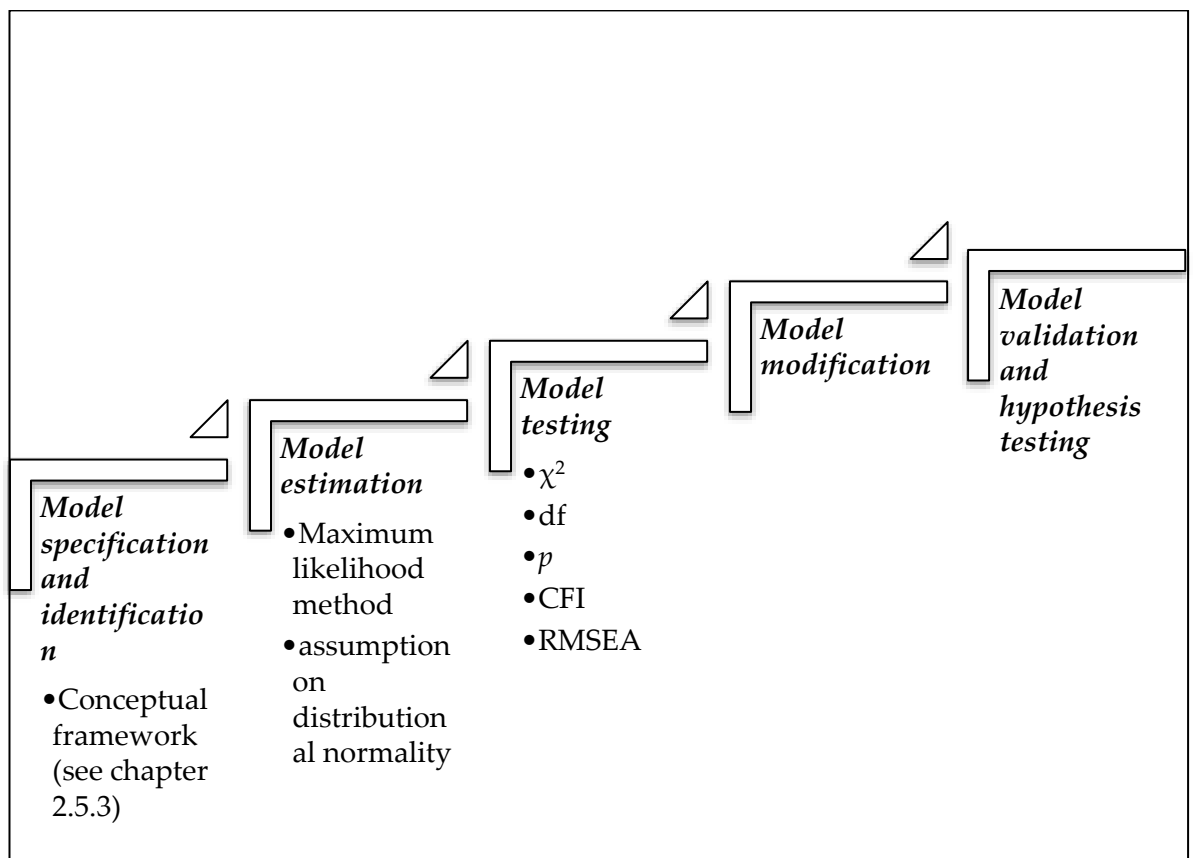 Model
specification
and
identificatio
n
•Conceptual
framework
(see chapter
2.5.3)
Model
estimation
•Maximum
likelihood
method
•assumption
on
distribution
al normality
Model
testing
•χ²
•df
•p
•CFI
•RMSEA
Model
modification
Model
validation
and
hypothesis
testing